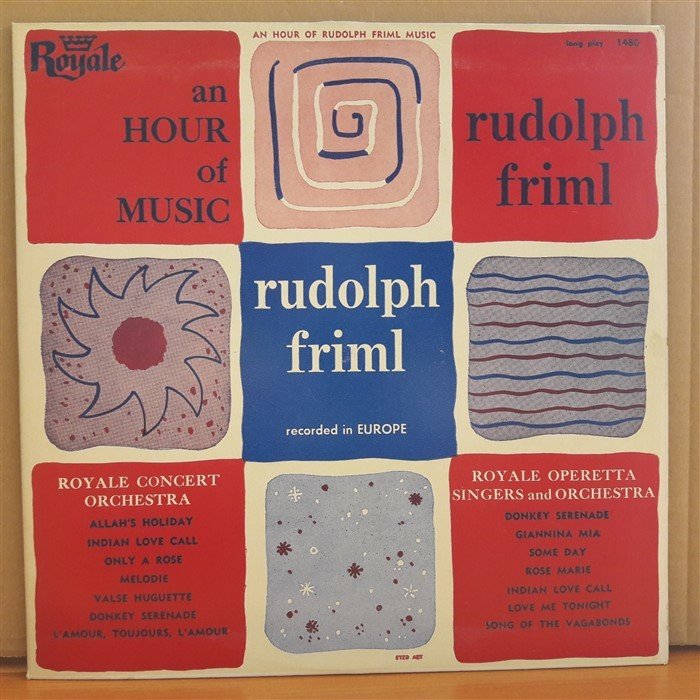 AN HOUR OF RUDOLPH FRIML MUSIC
long play 1480
Royale
an
HOUR
of
MUSIC
rudolph
friml
rudolph
friml
recorded in EUROPE
ROYALE CONCERT
ORCHESTRA
ALLAH'S HOLIDAY
INDIAN LOVE CALL
ONLY A ROSE
MELODIE
VALSE HUGUETTE
DONKEY SERENADE
L'AMOUR, TOUJOURS, L'AMOUR
ROYALE OPERETTA
SINGERS and ORCHESTRA
DONKEY SERENADE
GIANNINA MIA
SOME DAY
ROSE MARIE
INDIAN LOVE CALL
LOVE ME TONIGHT
SONG OF THE VAGABONDS